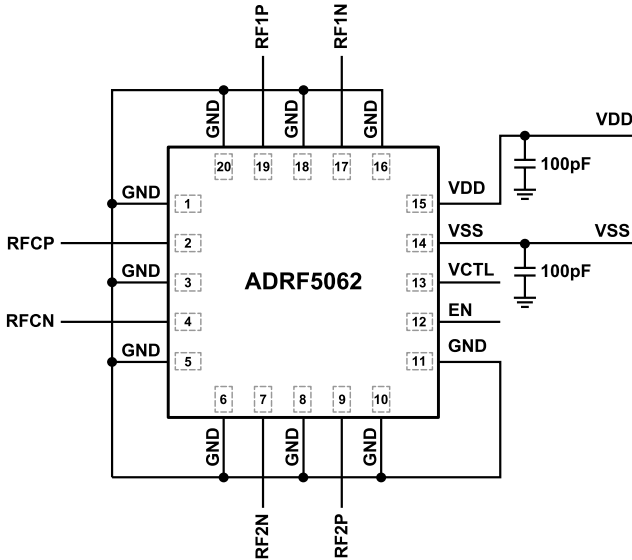 RF1P
RF1N
GND
GND
GND
VDD
20
19
18
17
16
100pF
GND
1
15
VDD
RFCP
2
14
VSS
VSS
GND
3
ADRF5062
13
VCTL
100pF
RFCN
4
12
EN
GND
5
11
GND
6
7
8
9
10
GND
GND
GND
RF2N
RF2P